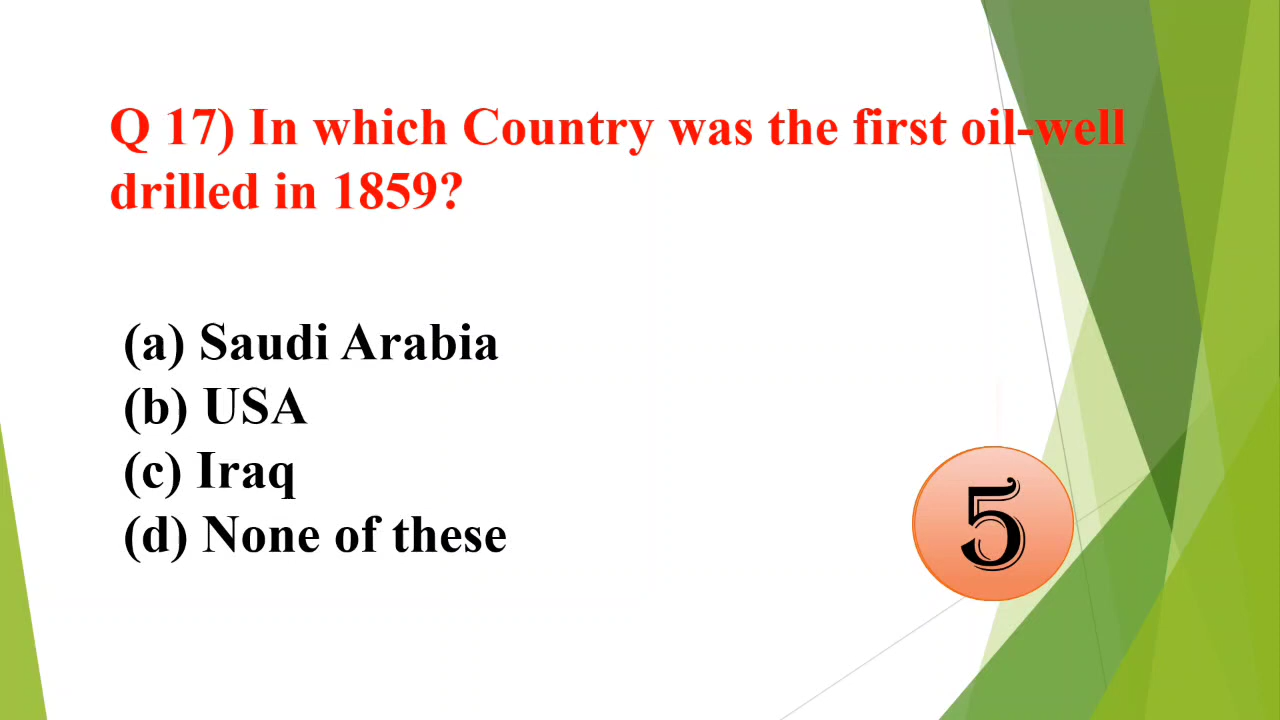 Q 17) In which Country was the first oil-well
drilled in 1859?
(a) Saudi Arabia
(b) USA
(c) Iraq
(d) None of these
5